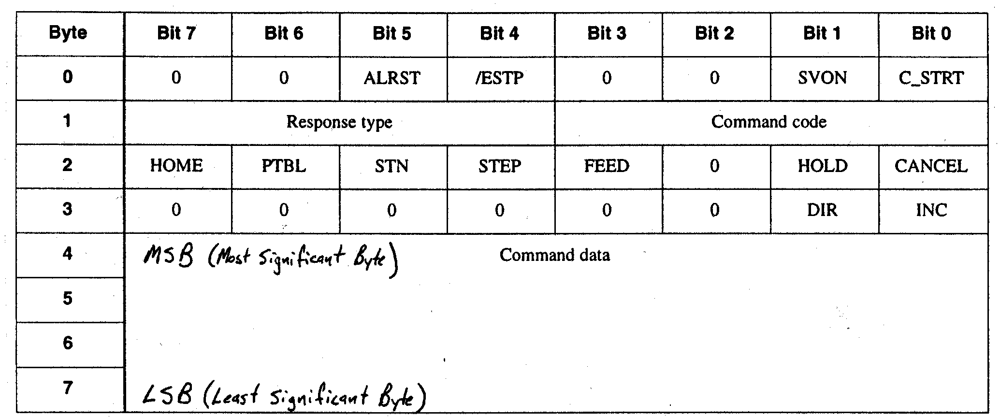 Byte Bit 7 Bit 6 Bit 5 Bit 4 Bit 3 Bit 2 Bit 1 Bit 0
0 0 0 ALRST /ESTP 0 0 SVON C_STRT
1 Response type Command code
2 HOME PTBL STN STEP FEED 0 HOLD CANCEL
3 0 0 0 0 0 0 DIR INC
4 MSB (Most Significant Byte) Command data
5
6
7 LSB (Least Significant Byte)